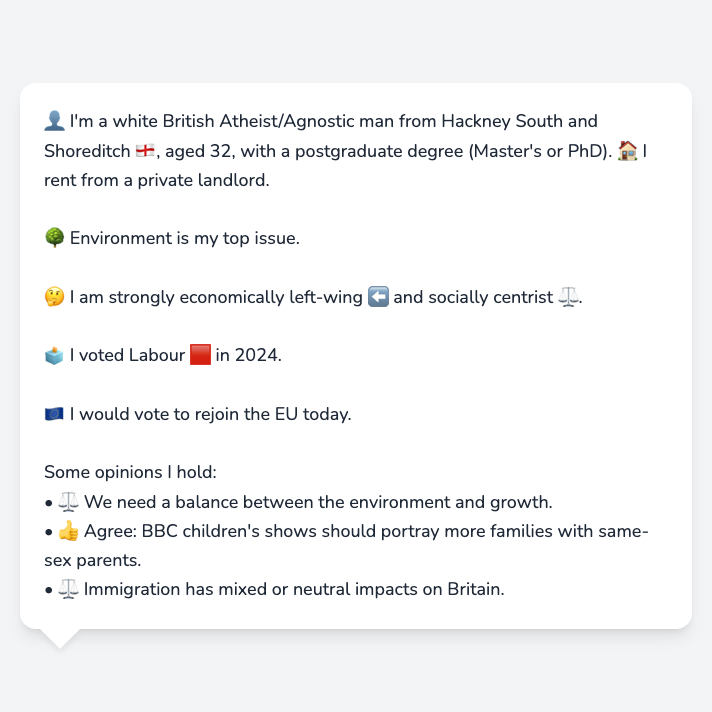 👤 I'm a white British Atheist/Agnostic man from Hackney South and
Shoreditch 🏴󠁧󠁢󠁥󠁮󠁧󠁿, aged 32, with a postgraduate degree (Master's or PhD). 🏠 I
rent from a private landlord.
🌳 Environment is my top issue.
🤔 I am strongly economically left-wing ⬅️ and socially centrist ⚖️.
🗳️ I voted Labour 🟥 in 2024.
🇪🇺 I would vote to rejoin the EU today.
Some opinions I hold:
• ⚖️ We need a balance between the environment and growth.
• 👍 Agree: BBC children's shows should portray more families with same-
sex parents.
• ⚖️ Immigration has mixed or neutral impacts on Britain.